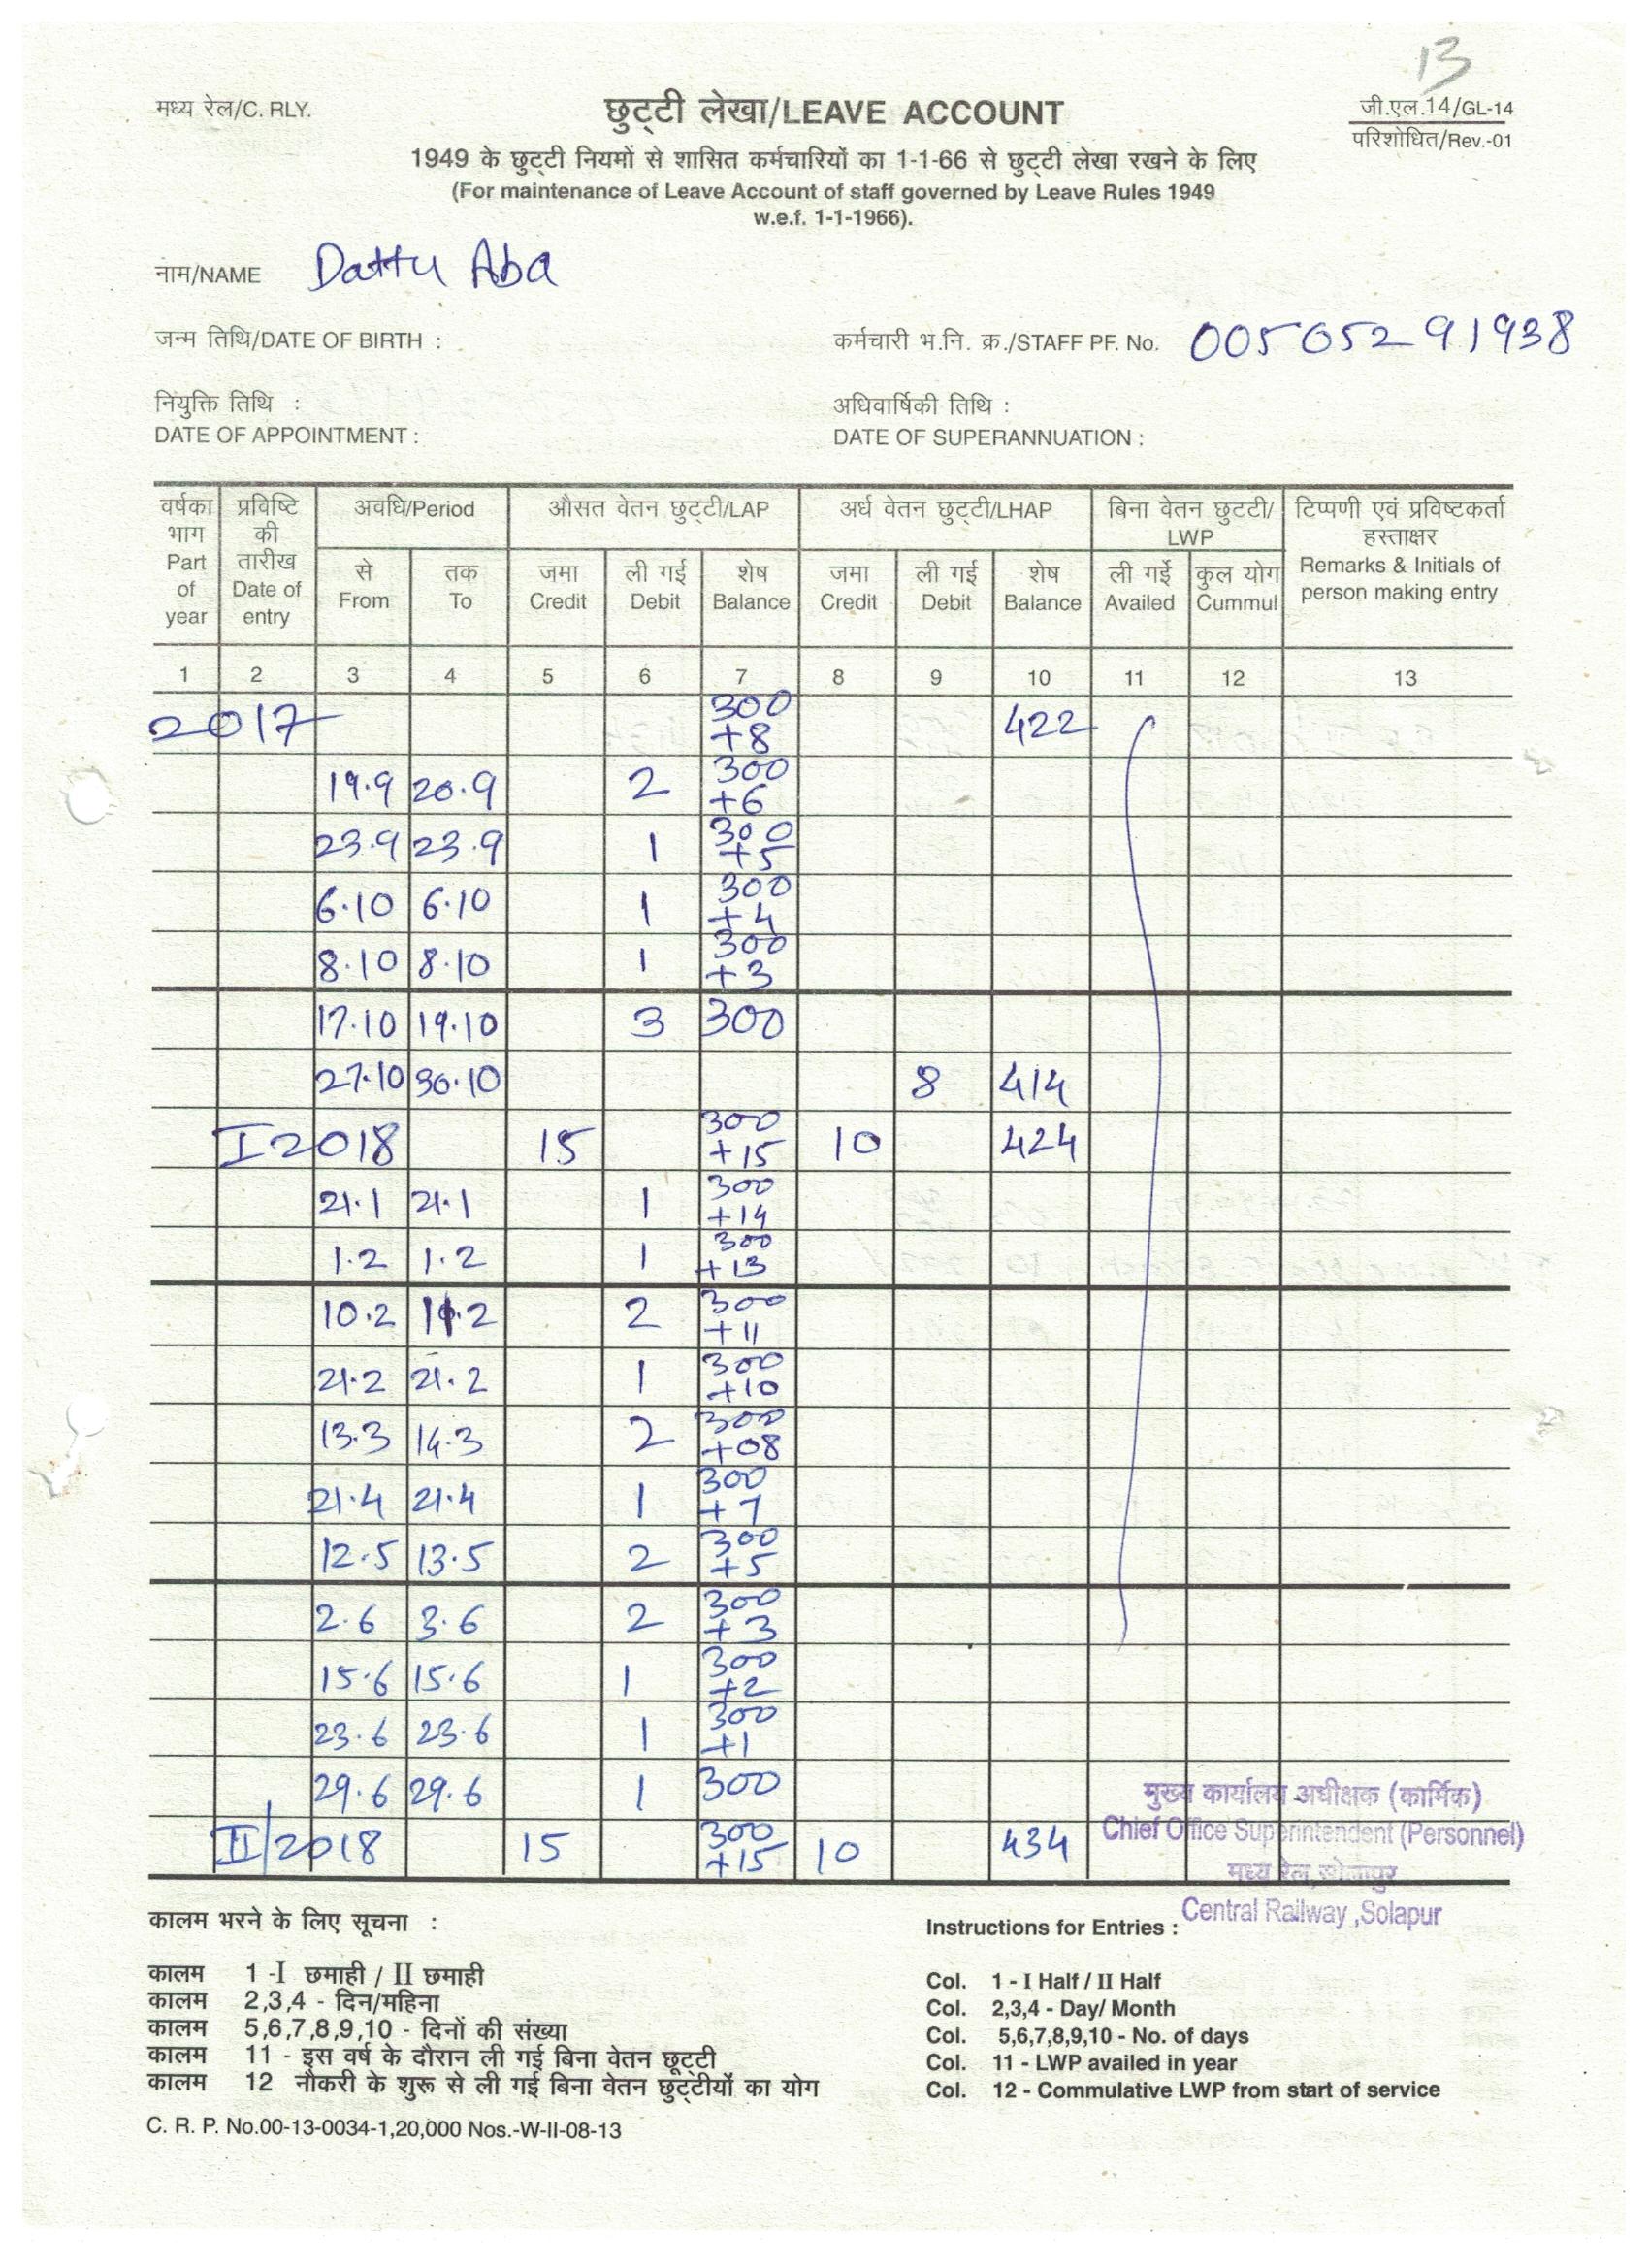 13
मध्य रेल/C. RLY.
छुट्टी लेखा/LEAVE ACCOUNT
जी.एल.14/GL-14
परिशोधित/Rev.-01
1949 के छुट्टी नियमों से शासित कर्मचारियों का 1-1-66 से छुट्टी लेखा रखने के लिए
(For maintenance of Leave Account of staff governed by Leave Rules 1949
w.e.f. 1-1-1966).
नाम/NAME Dattu Aba
जन्म तिथि/DATE OF BIRTH :
कर्मचारी भ.नि. क्र./STAFF PF. No. 00505291938
नियुक्ति तिथि :
DATE OF APPOINTMENT :
अधिवार्षिकी तिथि :
DATE OF SUPERANNUATION :
वर्षका भाग Part of year
प्रविष्टि की तारीख Date of entry
अवधि/Period
औसत वेतन छुट्टी/LAP
अर्ध वेतन छुट्टी/LHAP
बिना वेतन छुटटी/ LWP
टिप्पणी एवं प्रविष्टकर्ता हस्ताक्षर Remarks & Initials of person making entry
से From
तक To
जमा Credit
ली गई Debit
शेष Balance
जमा Credit
ली गई Debit
शेष Balance
ली गई Availed
कुल योग Cummul
1 2 3 4 5 6 7 8 9 10 11 12 13
2017 300 +8 422
19.9 20.9 2 300 +6
23.9 23.9 1 300 +5
6.10 6.10 1 300 +4
8.10 8.10 1 300 +3
17.10 19.10 3 300
27.10 30.10 8 414
I 2018 15 300 +15 10 424
21.1 21.1 1 300 +14
1.2 1.2 1 300 +13
10.2 11.2 2 300 +11
21.2 21.2 1 300 +10
13.3 14.3 2 300 +08
21.4 21.4 1 300 +7
12.5 13.5 2 300 +5
2.6 3.6 2 300 +3
15.6 15.6 1 300 +2
23.6 23.6 1 300 +1
29.6 29.6 1 300
II/2018 15 300 +15 10 434
मुख्य कार्यालय अधीक्षक (कार्मिक)
Chief Office Superintendent (Personnel)
मध्य रेल, सोलापुर
Central Railway ,Solapur
कालम भरने के लिए सूचना :
कालम 1 -I छमाही / II छमाही
कालम 2,3,4 - दिन/महिना
कालम 5,6,7,8,9,10 - दिनों की संख्या
कालम 11 - इस वर्ष के दौरान ली गई बिना वेतन छूट्टी
कालम 12 नौकरी के शुरू से ली गई बिना वेतन छुट्टीयों का योग
Instructions for Entries :
Col. 1 - I Half / II Half
Col. 2,3,4 - Day/ Month
Col. 5,6,7,8,9,10 - No. of days
Col. 11 - LWP availed in year
Col. 12 - Commulative LWP from start of service
C. R. P. No.00-13-0034-1,20,000 Nos.-W-II-08-13